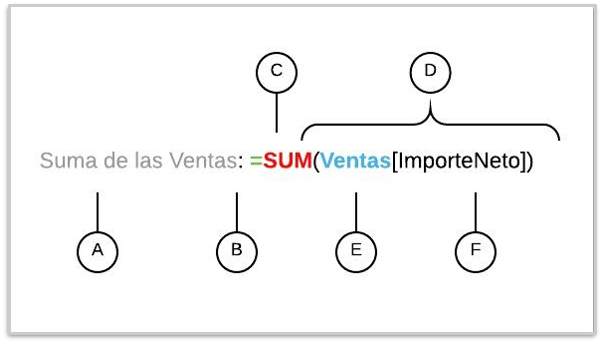 C D
Suma de las Ventas: =SUM(Ventas[ImporteNeto])
A B E F